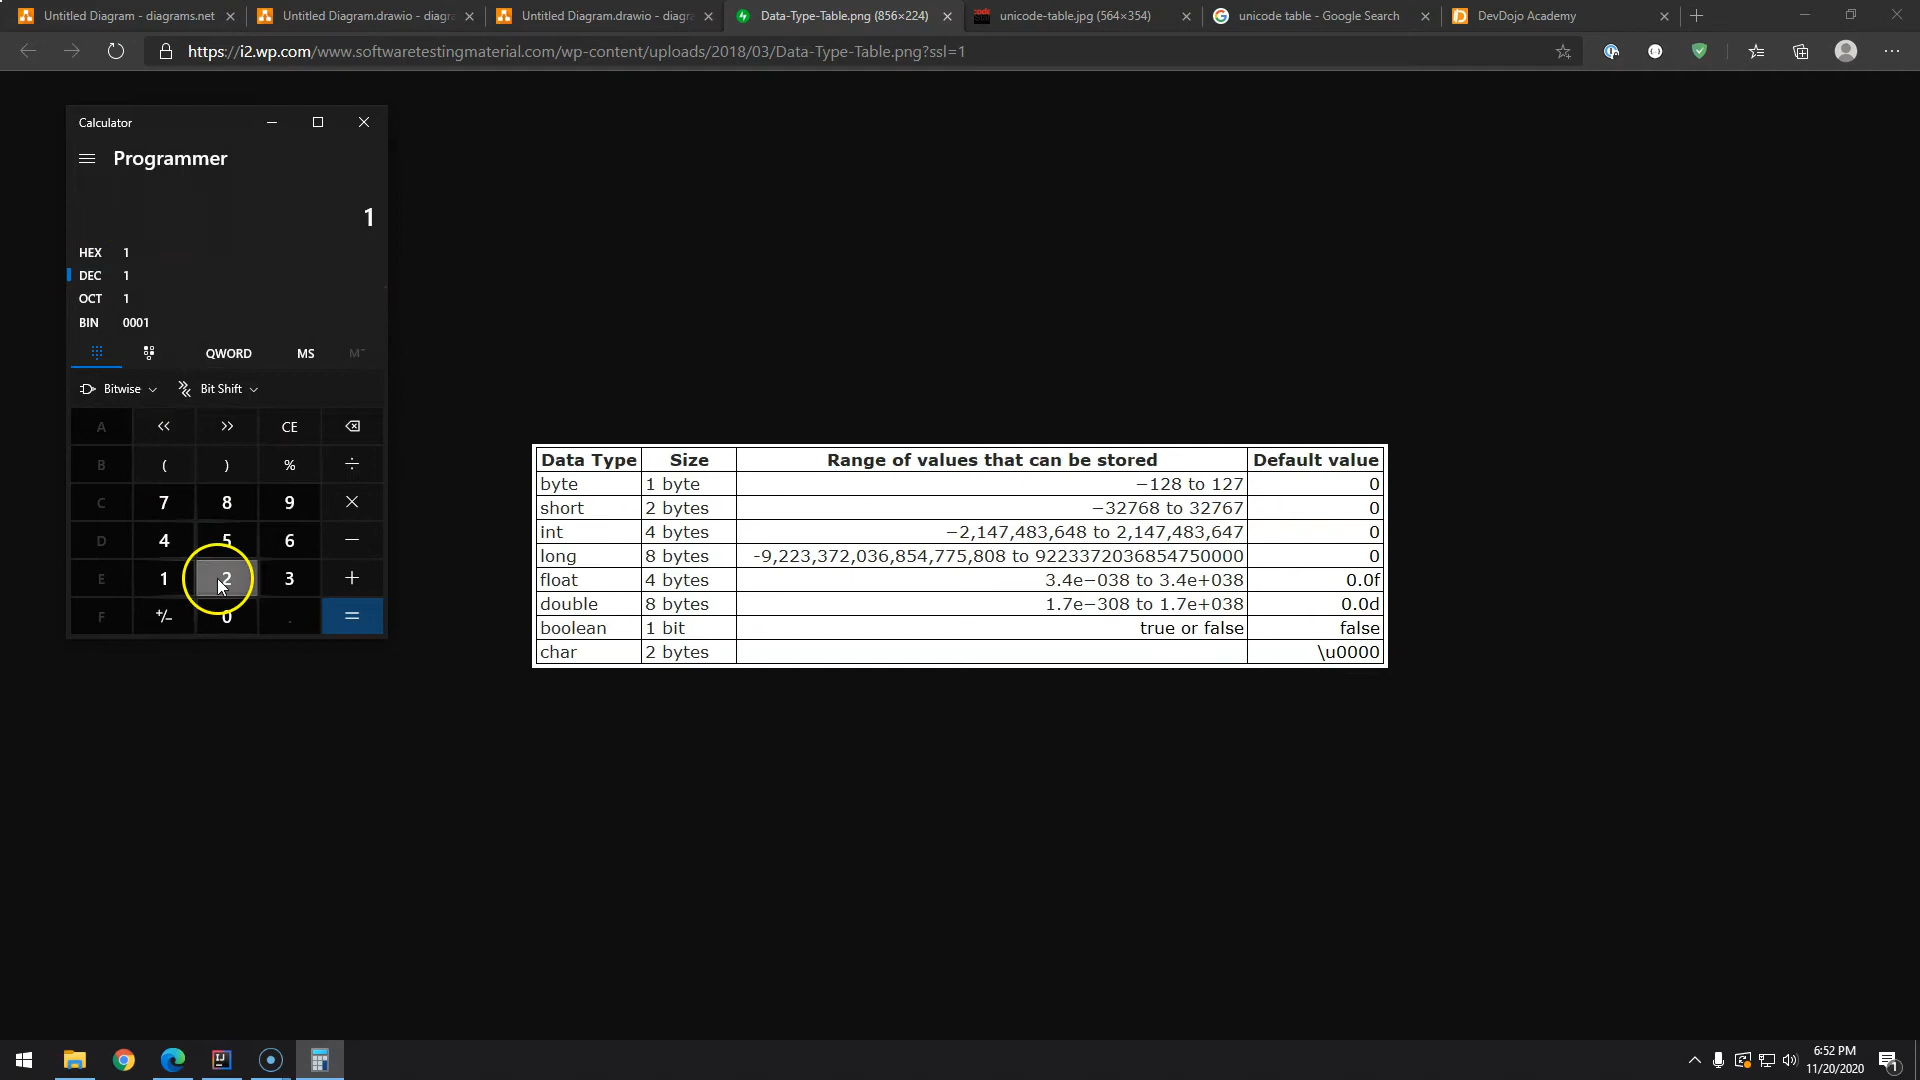 Untitled Diagram - diagrams.net
Untitled Diagram.drawio - diagra
Untitled Diagram.drawio - diagra
Data-Type-Table.png (856×224)
unicode-table.jpg (564×354)
unicode table - Google Search
DevDojo Academy
https://i2.wp.com/www.softwaretestingmaterial.com/wp-content/uploads/2018/03/Data-Type-Table.png?ssl=1
Calculator
Programmer
1
HEX 1
DEC 1
OCT 1
BIN 0001
QWORD MS M
Bitwise Bit Shift
A << >> CE
B ( ) % ÷
C 7 8 9 ×
D 4 5 6 −
E 1 2 3 +
F +/− 0 . =
Data Type Size Range of values that can be stored Default value
byte 1 byte −128 to 127 0
short 2 bytes −32768 to 32767 0
int 4 bytes −2,147,483,648 to 2,147,483,647 0
long 8 bytes -9,223,372,036,854,775,808 to 9223372036854750000 0
float 4 bytes 3.4e−038 to 3.4e+038 0.0f
double 8 bytes 1.7e−308 to 1.7e+038 0.0d
boolean 1 bit true or false false
char 2 bytes \u0000
6:52 PM
11/20/2020
1